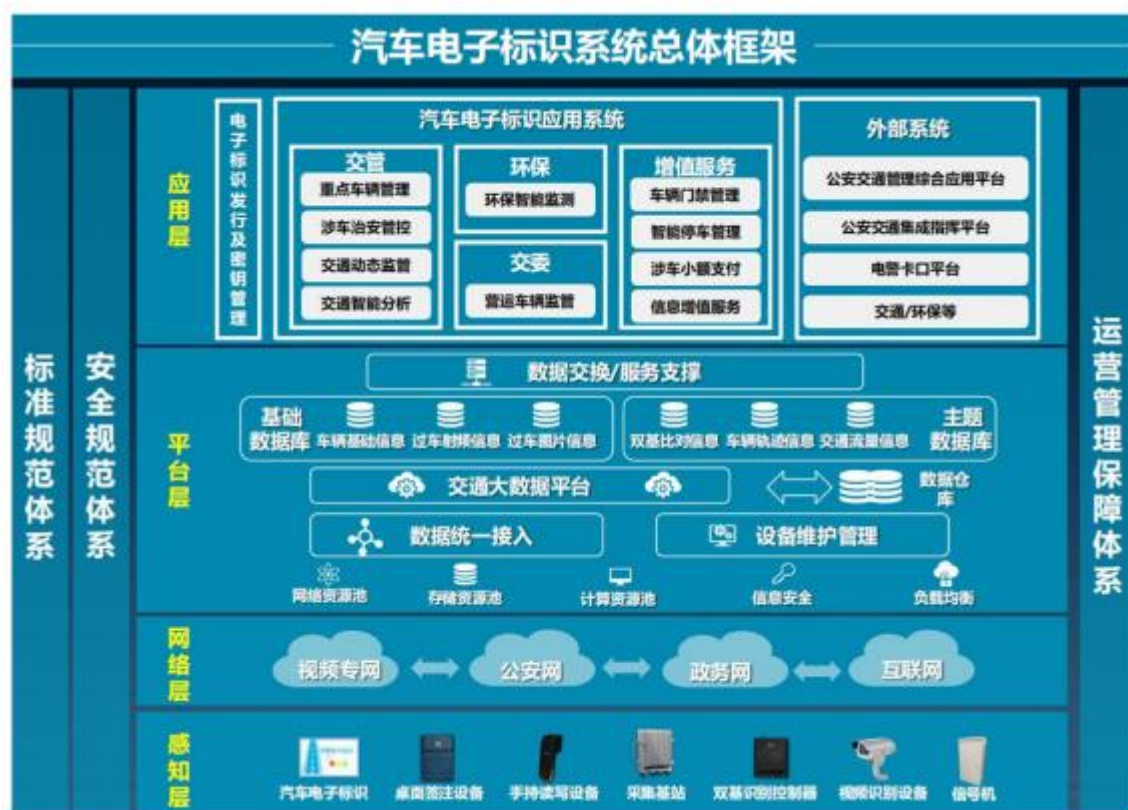 汽车电子标识系统总体框架
标准规范体系
安全规范体系
应用层
电子标识发行及密钥管理
汽车电子标识应用系统
交管
重点车辆管理
涉车治安管控
交通动态监管
交通智能分析
环保
环保智能监测
交委
营运车辆监管
增值服务
车辆门禁管理
智能停车管理
涉车小额支付
信息增值服务
外部系统
公安交通管理综合应用平台
公安交通集成指挥平台
电警卡口平台
交通/环保等
平台层
数据交换/服务支撑
基础
数据库
车辆基础信息
过车射频信息
过车图片信息
双基比对信息
车辆轨迹信息
交通流量信息
主题
数据库
交通大数据平台
数据仓
库
数据统一接入
设备维护管理
网络资源池
存储资源池
计算资源池
信息安全
负载均衡
网络层
视频专网
公安网
政务网
互联网
感知层
汽车电子标识
桌面签注设备
手持读写设备
采集基站
双基识别控制器
视频识别设备
信号机
运营管理保障体系